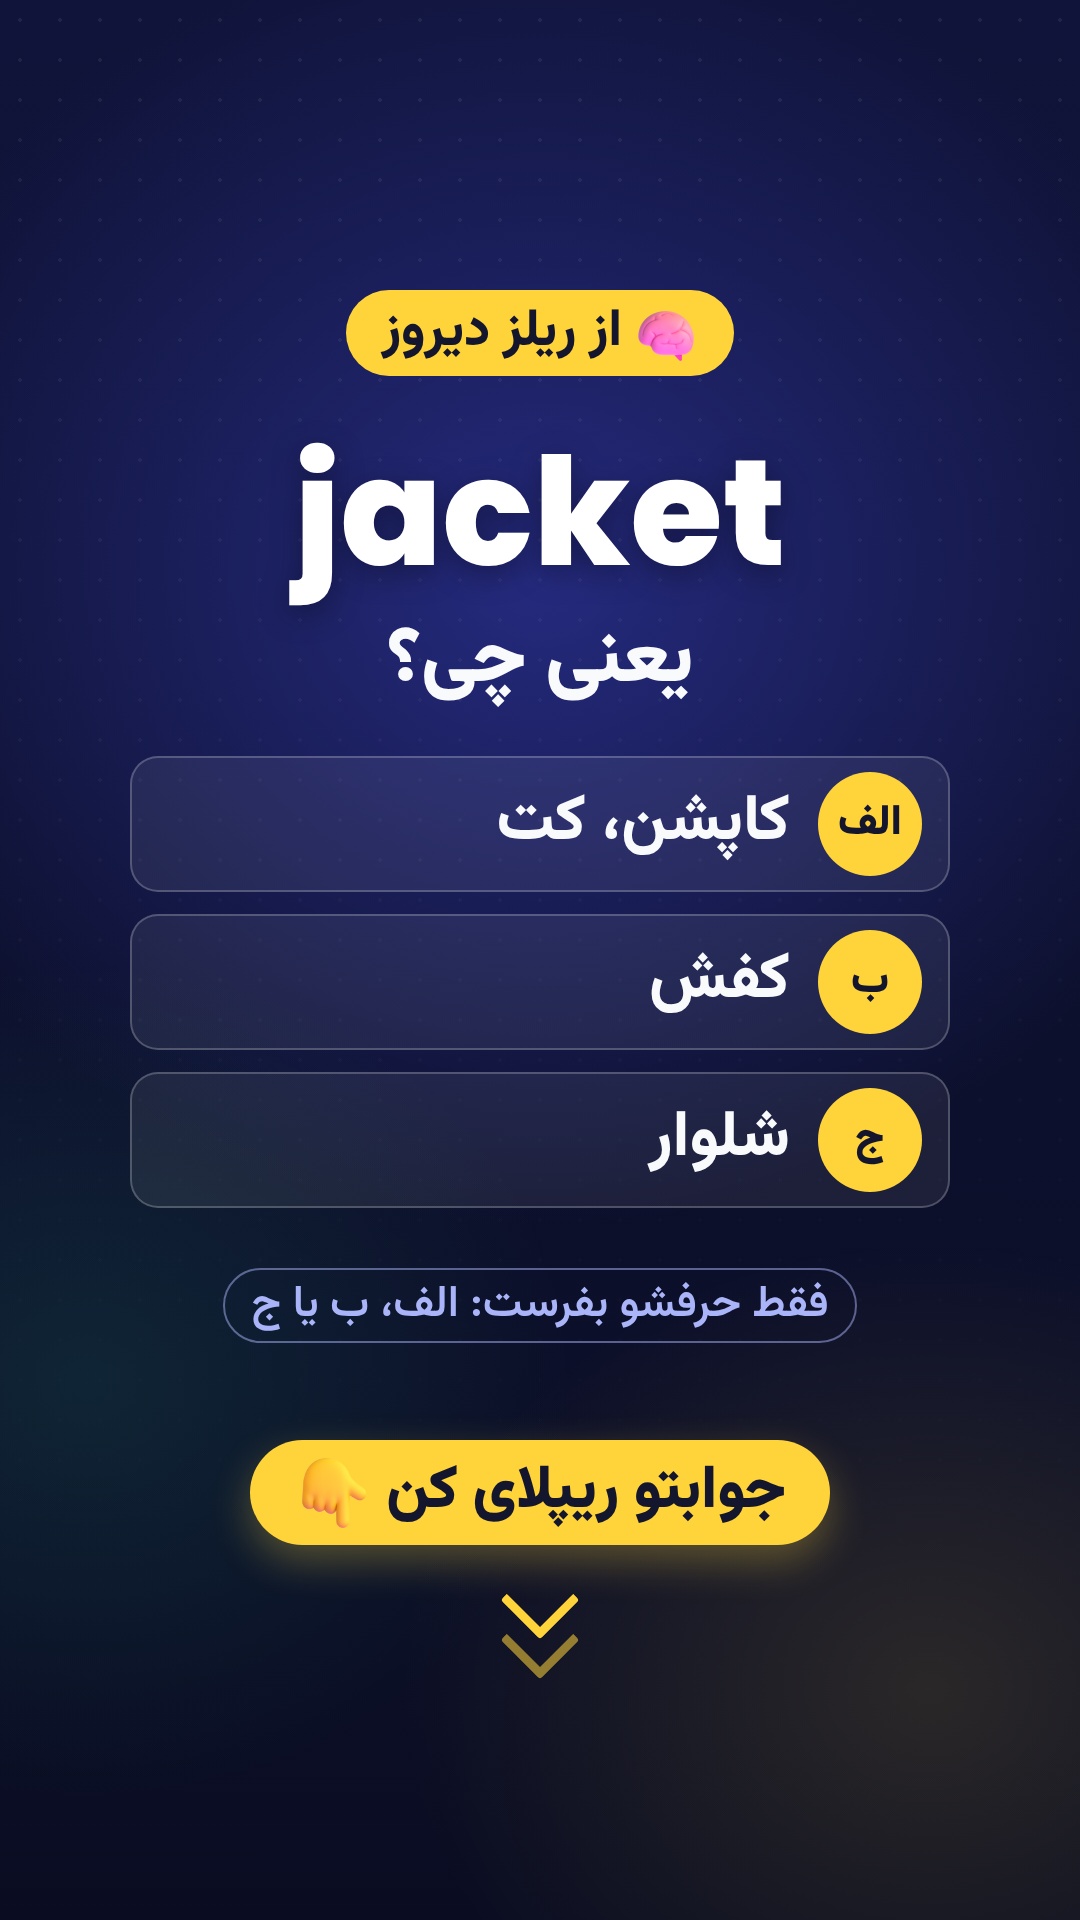 🧠 از ریلز دیروز
jacket
یعنی چی؟
الف کاپشن، کت
ب کفش
ج شلوار
فقط حرفشو بفرست: الف، ب یا ج
جوابتو ریپلای کن 👇